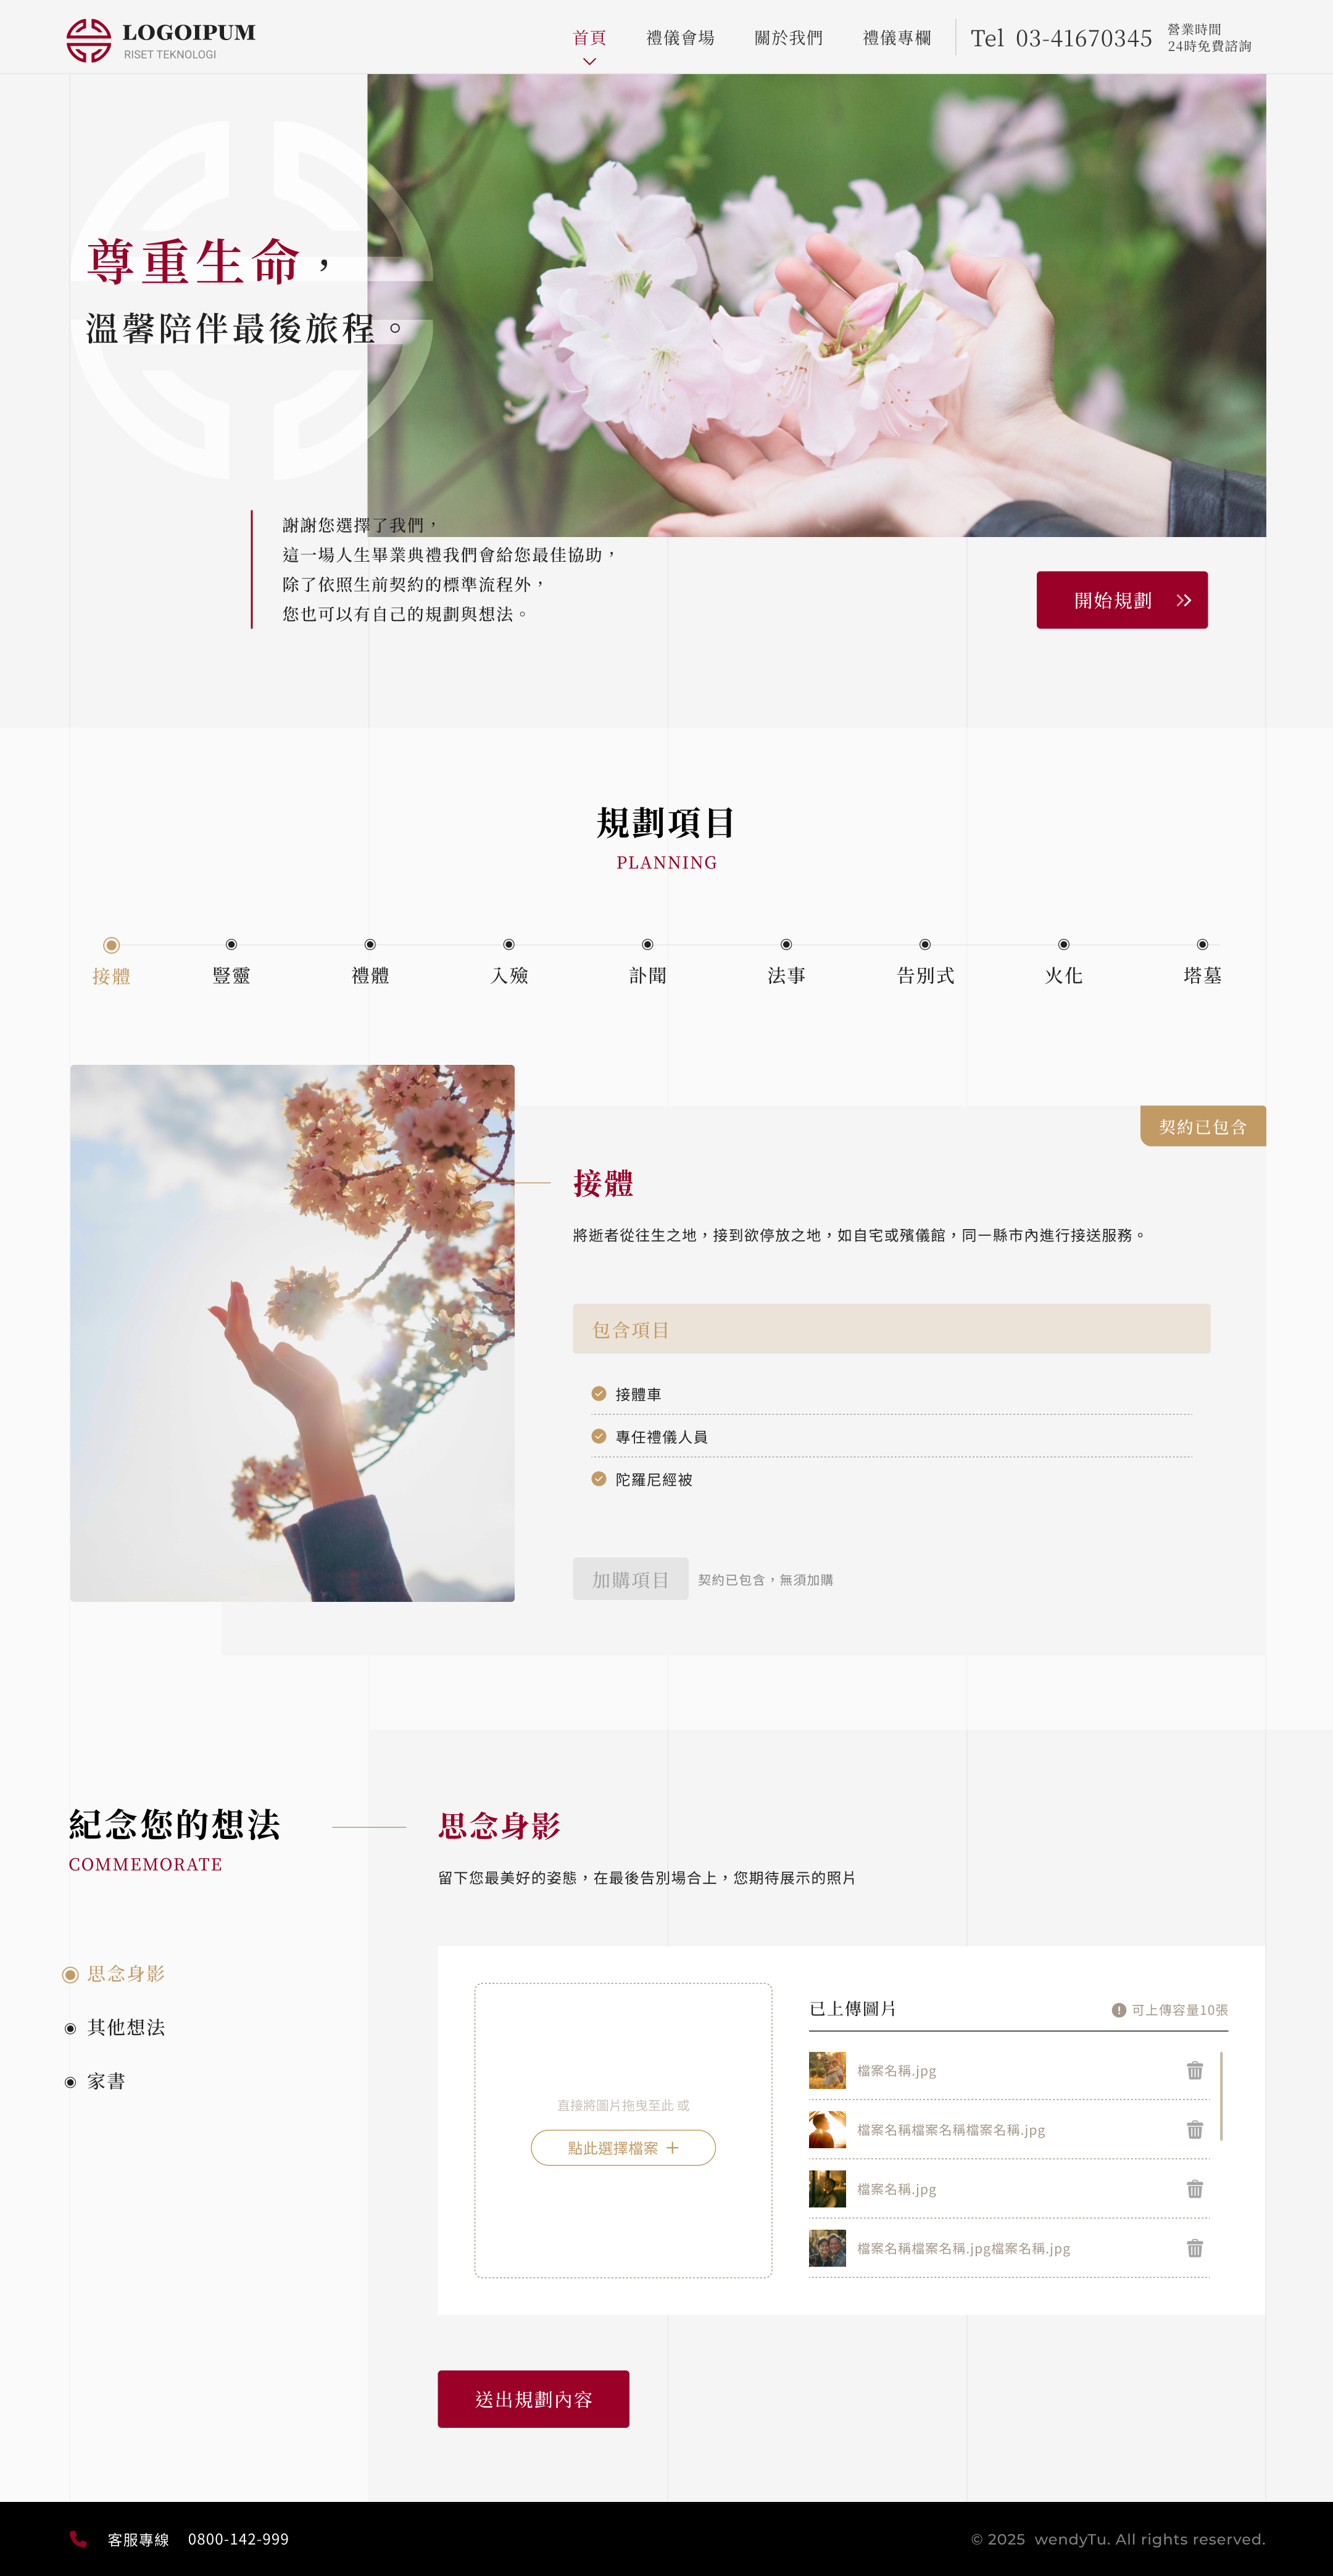 LOGOIPUM
RISET TEKNOLOGI
首頁 禮儀會場 關於我們 禮儀專欄
Tel 03-41670345
營業時間
24時免費諮詢
尊重生命，
溫馨陪伴最後旅程。
謝謝您選擇了我們，
這一場人生畢業典禮我們會給您最佳協助，
除了依照生前契約的標準流程外，
您也可以有自己的規劃與想法。
開始規劃
規劃項目
PLANNING
接體 豎靈 禮體 入殮 訃聞 法事 告別式 火化 塔墓
契約已包含
接體
將逝者從往生之地，接到欲停放之地，如自宅或殯儀館，同一縣市內進行接送服務。
包含項目
接體車
專任禮儀人員
陀羅尼經被
加購項目 契約已包含，無須加購
紀念您的想法
COMMEMORATE
思念身影
其他想法
家書
思念身影
留下您最美好的姿態，在最後告別場合上，您期待展示的照片
直接將圖片拖曳至此 或
點此選擇檔案
已上傳圖片 可上傳容量10張
檔案名稱.jpg
檔案名稱檔案名稱檔案名稱.jpg
檔案名稱.jpg
檔案名稱檔案名稱.jpg檔案名稱.jpg
送出規劃內容
客服專線 0800-142-999
© 2025 wendyTu. All rights reserved.